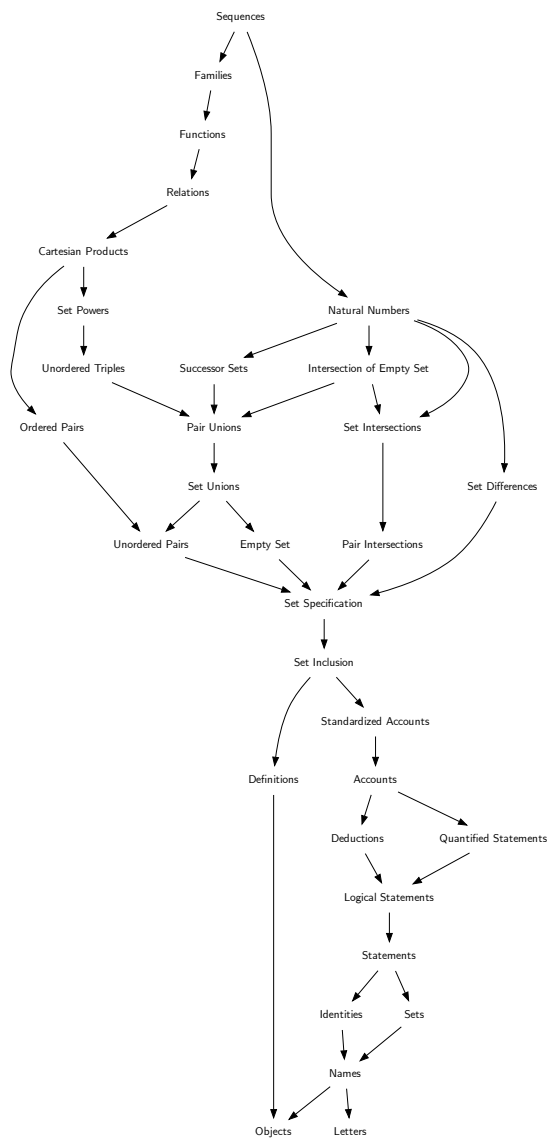 Sequences
Families
Functions
Relations
Cartesian Products
Set Powers
Natural Numbers
Unordered Triples
Successor Sets
Intersection of Empty Set
Ordered Pairs
Pair Unions
Set Intersections
Set Unions
Set Differences
Unordered Pairs
Empty Set
Pair Intersections
Set Specification
Set Inclusion
Standardized Accounts
Definitions
Accounts
Deductions
Quantified Statements
Logical Statements
Statements
Identities
Sets
Names
Objects
Letters